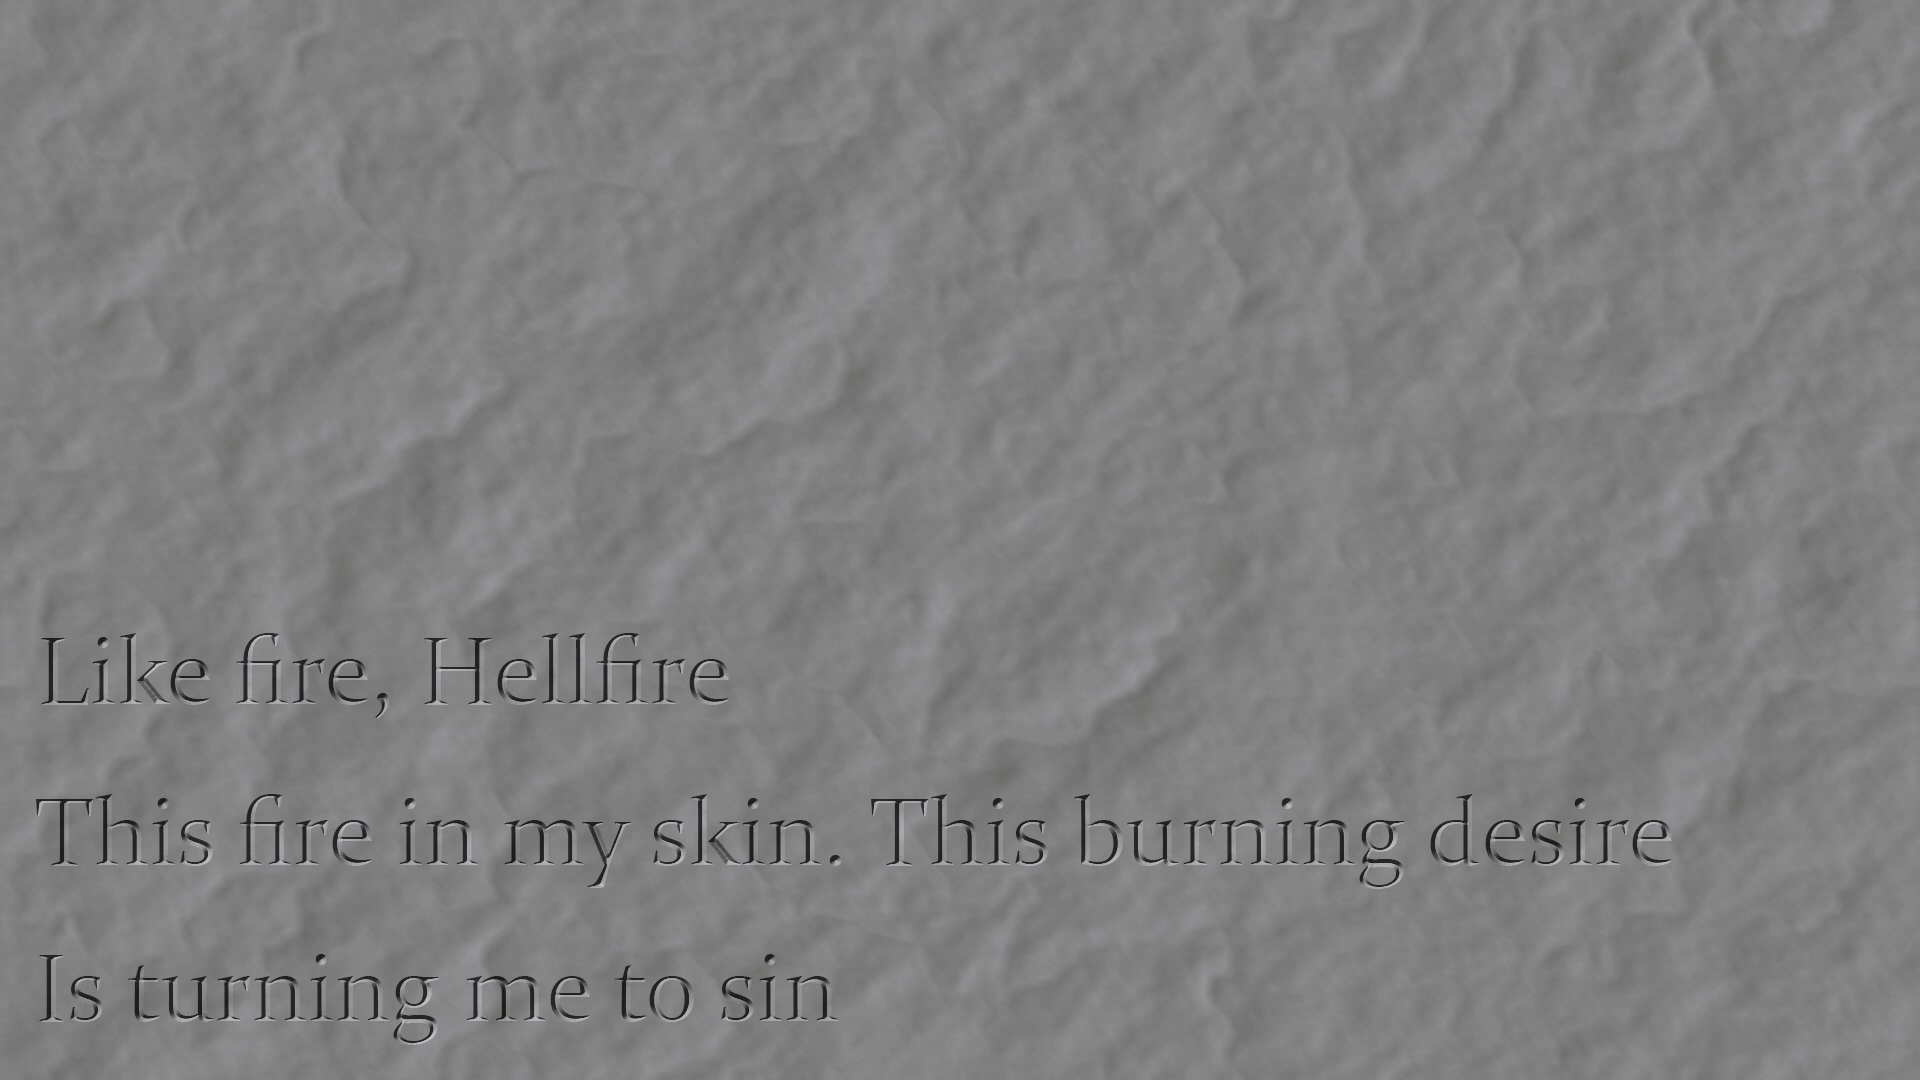 Like fire, Hellfire
This fire in my skin. This burning desire
Is turning me to sin